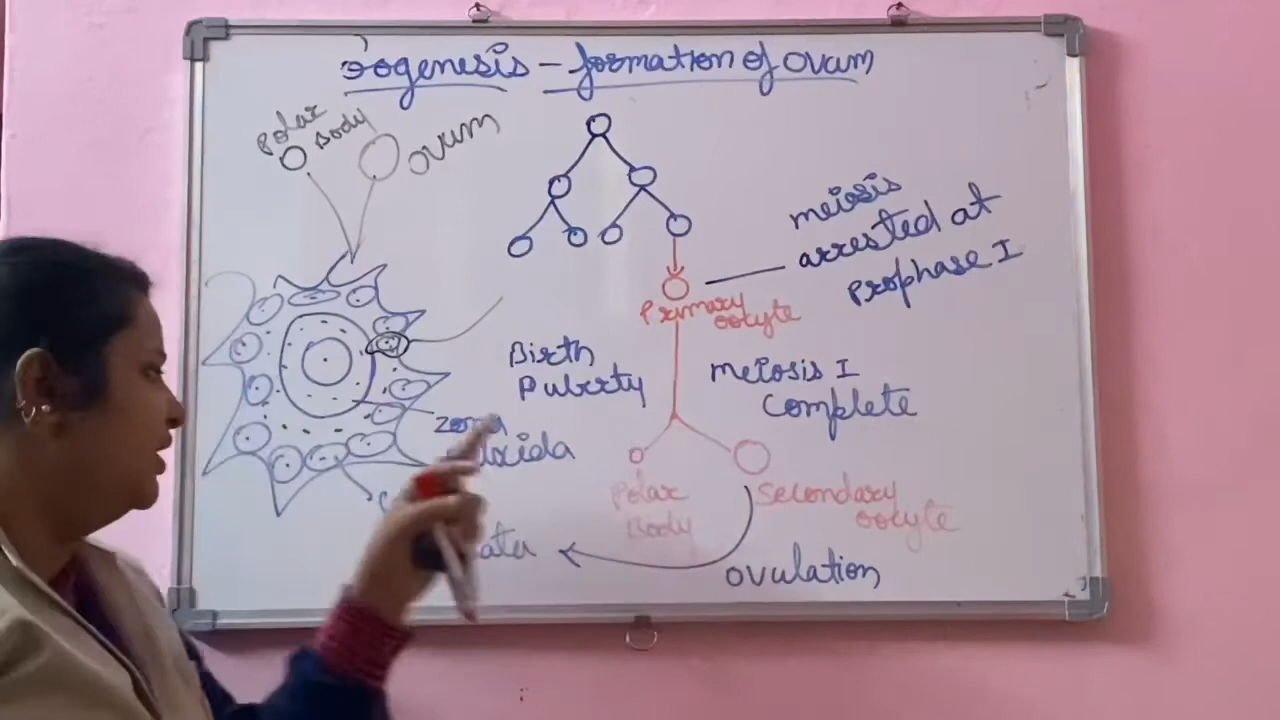 oogenesis - formation of ovum
Polar
Body
ovum
meiosis
arrested at
prophase I
Primary
oocyte
Birth
Puberty
meiosis I
complete
zona
Polar
Body
Secondary
oocyte
ovulation